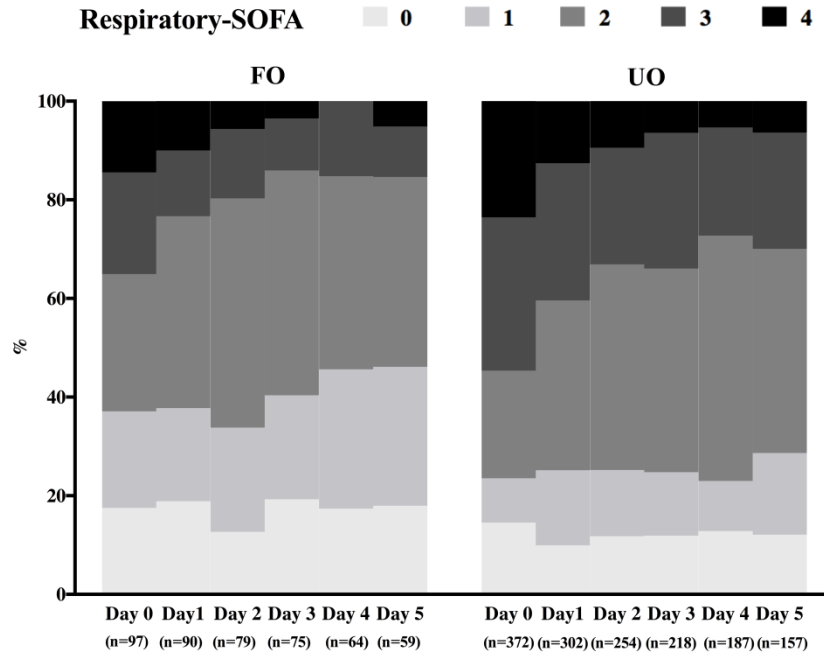 Respiratory-SOFA 0 1 2 3 4
FO UO
100
80
60
40
20
0
%
Day 0 Day1 Day 2 Day 3 Day 4 Day 5 Day 0 Day1 Day 2 Day 3 Day 4 Day 5
(n=97) (n=90) (n=79) (n=75) (n=64) (n=59) (n=372) (n=302) (n=254) (n=218) (n=187) (n=157)